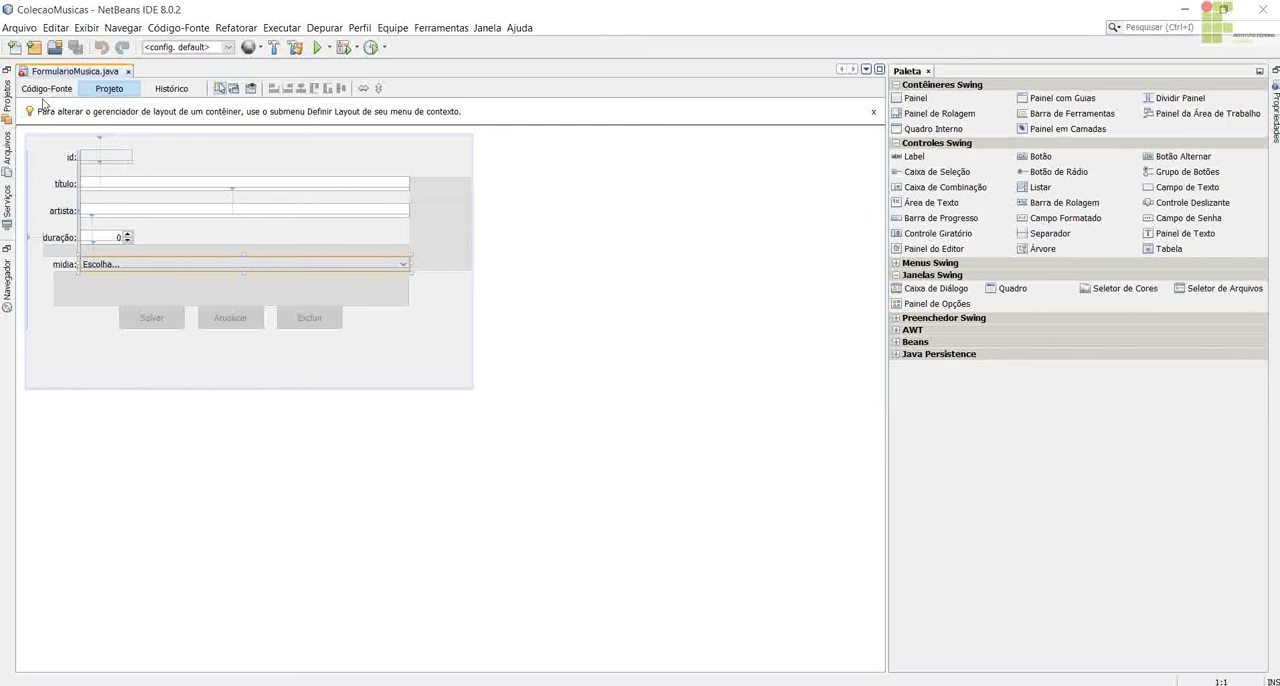 ColecaoMusicas - NetBeans IDE 8.0.2
Arquivo Editar Exibir Navegar Código-Fonte Refatorar Executar Depurar Perfil Equipe Ferramentas Janela Ajuda
Pesquisar (Ctrl+I)
INSTITUTO FEDERAL
<config. default>
FormularioMusica.java
Código-Fonte Projeto Histórico
Para alterar o gerenciador de layout de um contêiner, use o submenu Definir Layout de seu menu de contexto. x
id:
título:
artista:
duração: 0
mídia: Escolha...
Salvar Atualizar Excluir
Projetos
Arquivos
Serviços
Navegador
Paleta
Contêineres Swing
Painel Painel com Guias Dividir Painel
Painel de Rolagem Barra de Ferramentas Painel da Área de Trabalho
Quadro Interno Painel em Camadas
Controles Swing
Label Botão Botão Alternar
Caixa de Seleção Botão de Rádio Grupo de Botões
Caixa de Combinação Listar Campo de Texto
Área de Texto Barra de Rolagem Controle Deslizante
Barra de Progresso Campo Formatado Campo de Senha
Controle Giratório Separador Painel de Texto
Painel do Editor Árvore Tabela
Menus Swing
Janelas Swing
Caixa de Diálogo Quadro Seletor de Cores Seletor de Arquivos
Painel de Opções
Preenchedor Swing
AWT
Beans
Java Persistence
Propriedades
1:1 INS